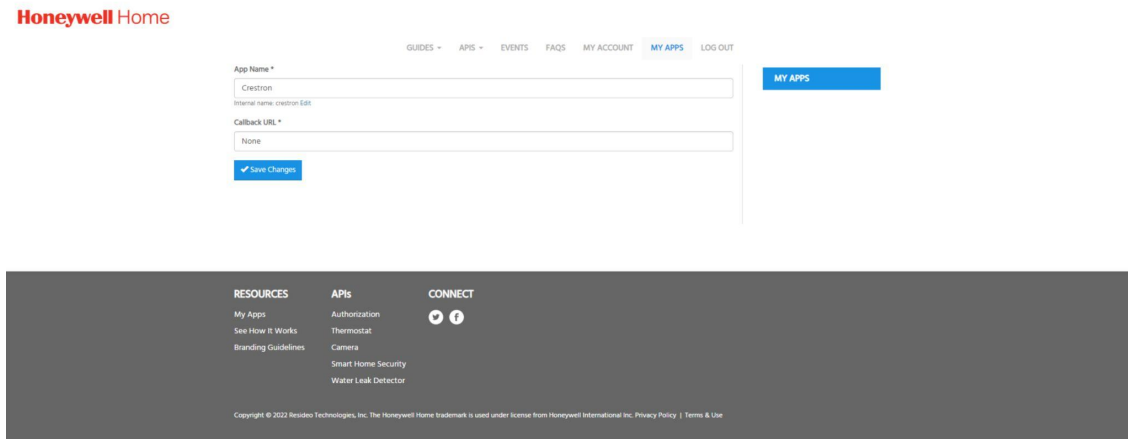 Honeywell Home
GUIDES APIS EVENTS FAQS MY ACCOUNT MY APPS LOG OUT
App Name *
Crestron
Internal name: crestron Edit
Callback URL *
None
Save Changes
MY APPS
RESOURCES
My Apps
See How It Works
Branding Guidelines
APIs
Authorization
Thermostat
Camera
Smart Home Security
Water Leak Detector
CONNECT
Copyright © 2022 Resideo Technologies, Inc. The Honeywell Home trademark is used under license from Honeywell International Inc. Privacy Policy | Terms & Use